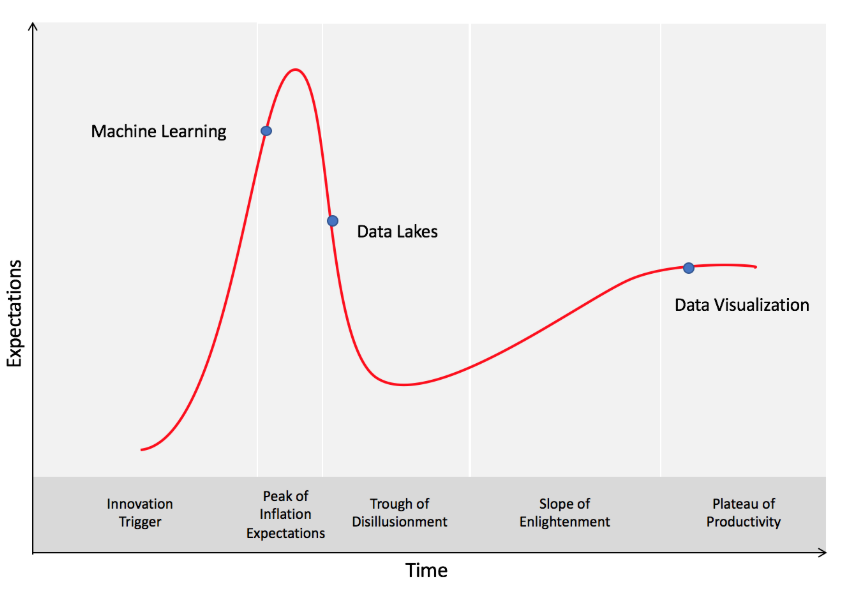 Machine Learning
Data Lakes
Data Visualization
Expectations
Innovation
Trigger
Peak of
Inflation
Expectations
Trough of
Disillusionment
Slope of
Enlightenment
Plateau of
Productivity
Time